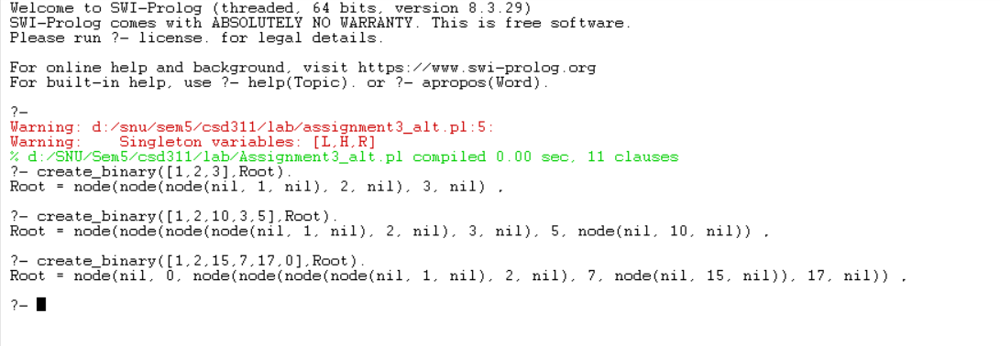 Welcome to SWI-Prolog (threaded, 64 bits, version 8.3.29)
SWI-Prolog comes with ABSOLUTELY NO WARRANTY. This is free software.
Please run ?- license. for legal details.
For online help and background, visit https://www.swi-prolog.org
For built-in help, use ?- help(Topic). or ?- apropos(Word).
?-
Warning: d:/snu/sem5/csd311/lab/assignment3_alt.pl:5:
Warning:    Singleton variables: [L,H,R]
% d:/SNU/Sem5/csd311/lab/Assignment3_alt.pl compiled 0.00 sec, 11 clauses
?- create_binary([1,2,3],Root).
Root = node(node(node(nil, 1, nil), 2, nil), 3, nil) .
?- create_binary([1,2,10,3,5],Root).
Root = node(node(node(node(nil, 1, nil), 2, nil), 3, nil), 5, node(nil, 10, nil)) .
?- create_binary([1,2,15,7,17,0],Root).
Root = node(nil, 0, node(node(node(node(nil, 1, nil), 2, nil), 7, node(nil, 15, nil)), 17, nil)) .
?-